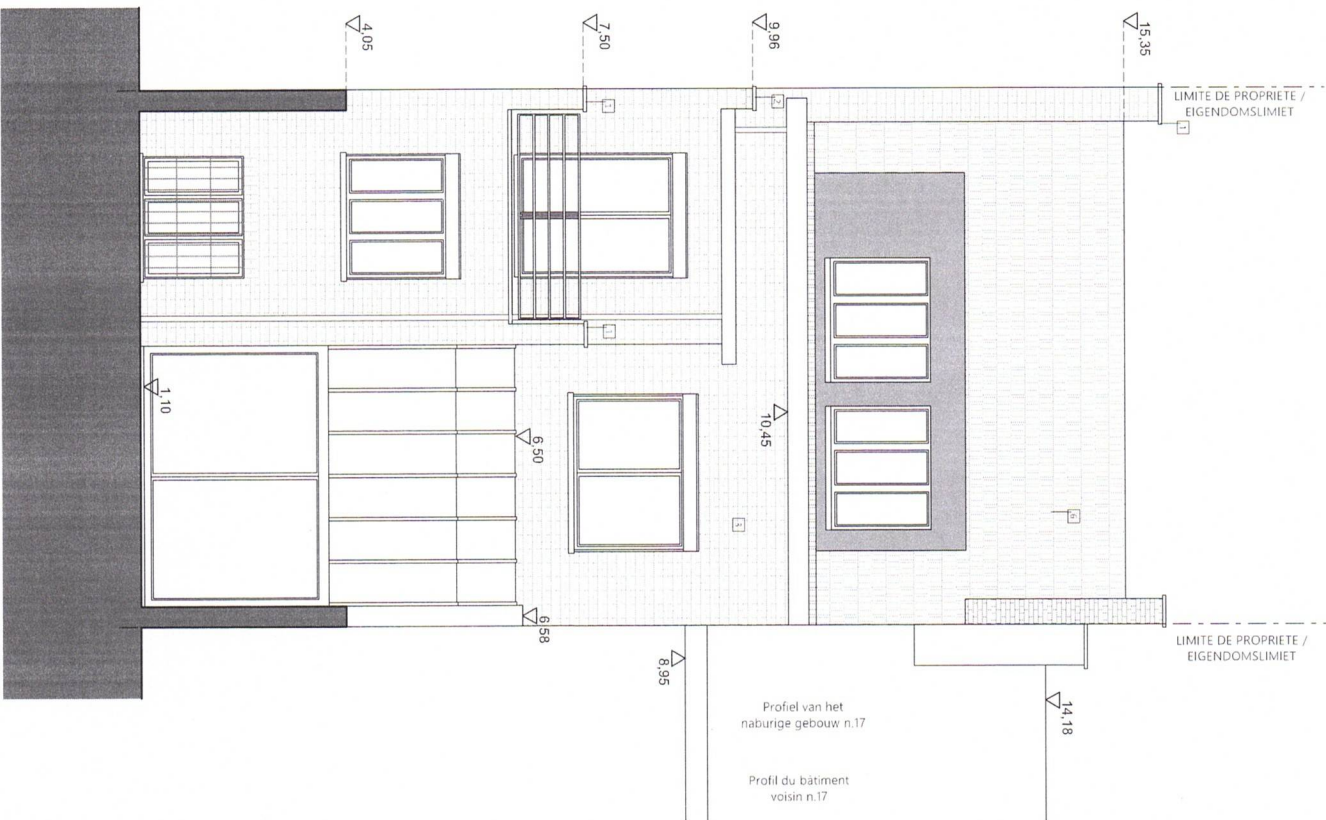 4,05
7,50
9,96
15,35
LIMITE DE PROPRIETE /
EIGENDOMSLIMIET
1
2
1
1
1,10
6,50
10,45
3
6
6,58
8,95
LIMITE DE PROPRIETE /
EIGENDOMSLIMIET
14,18
Profiel van het
naburige gebouw n.17
Profil du bâtiment
voisin n.17